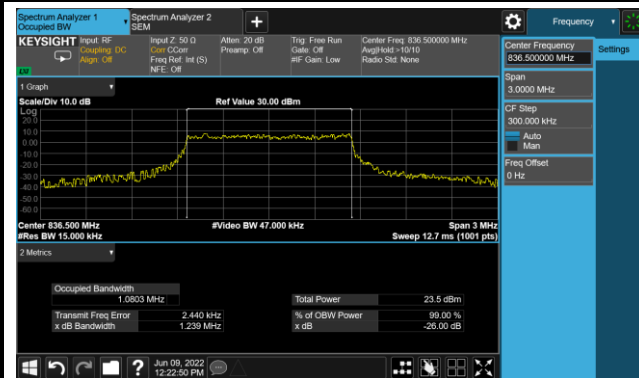 Spectrum Analyzer 1
Occupied BW
Spectrum Analyzer 2
SEM
+
Frequency
KEYSIGHT
Input: RF
Coupling: DC
Align: Off
Input Z: 50 Ω
Corr CCorr
Freq Ref: Int (S)
NFE: Off
Atten: 20 dB
Preamp: Off
Trig: Free Run
Gate: Off
#IF Gain: Low
Center Freq: 836.500000 MHz
Avg|Hold:>10/10
Radio Std: None
Center Frequency
836.500000 MHz
Settings
Span
3.0000 MHz
CF Step
300.000 kHz
Auto
Man
Freq Offset
0 Hz
1 Graph
Scale/Div 10.0 dB
Ref Value 30.00 dBm
Log
20.0
10.0
0.00
-10.0
-20.0
-30.0
-40.0
-50.0
-60.0
Center 836.500 MHz
#Video BW 47.000 kHz
Span 3 MHz
#Res BW 15.000 kHz
Sweep 12.7 ms (1001 pts)
2 Metrics
Occupied Bandwidth
1.0803 MHz
Total Power
23.5 dBm
Transmit Freq Error
2.440 kHz
% of OBW Power
99.00 %
x dB Bandwidth
1.239 MHz
x dB
-26.00 dB
?
Jun 09, 2022
12:22:50 PM